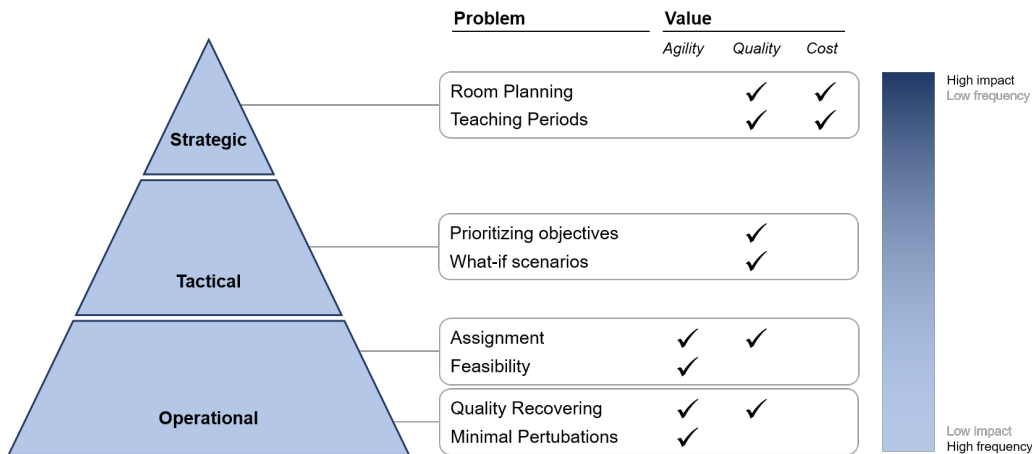 Problem Value
Agility Quality Cost
Strategic
Room Planning
Teaching Periods
High impact
Low frequency
Tactical
Prioritizing objectives
What-if scenarios
Operational
Assignment
Feasibility
Quality Recovering
Minimal Pertubations
Low impact
High frequency